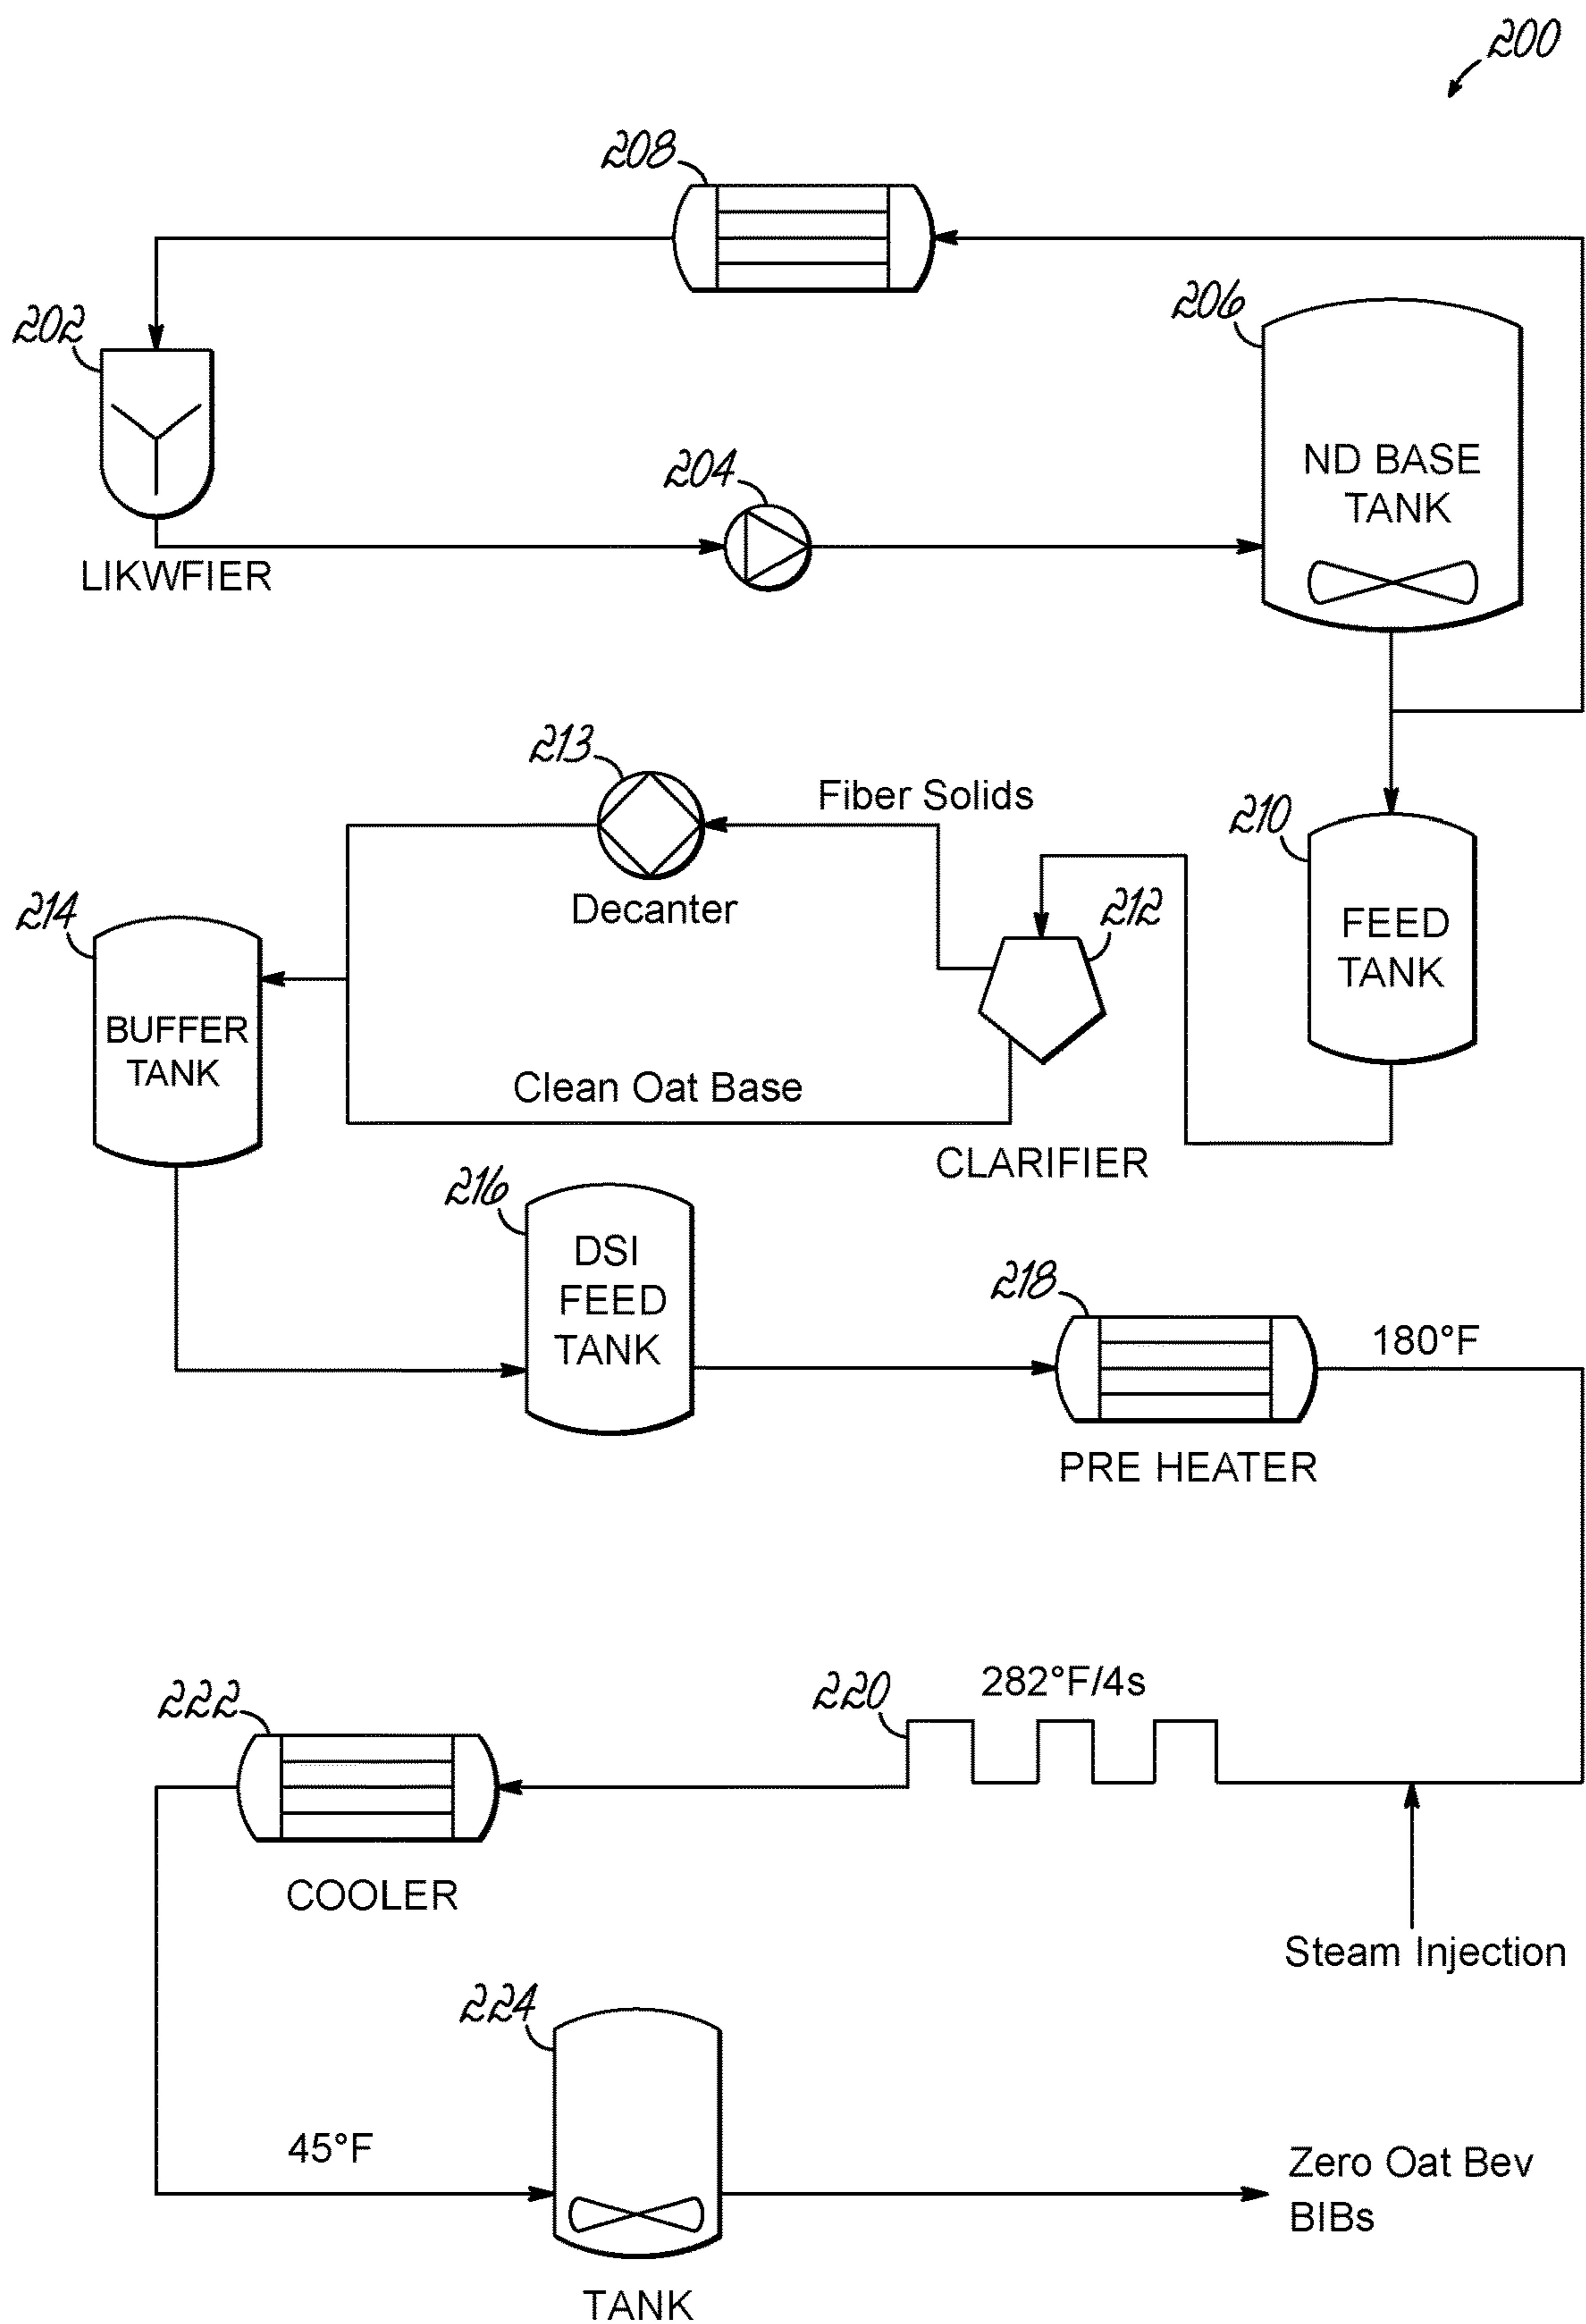 200
208
202
206
204
ND BASE
TANK
LIKWFIER
213
Fiber Solids
210
214
Decanter
212
FEED
TANK
BUFFER
TANK
Clean Oat Base
CLARIFIER
216
DSI
FEED
TANK
218
180°F
PRE HEATER
222
220
282°F/4s
COOLER
Steam Injection
224
45°F
Zero Oat Bev
BIBs
TANK